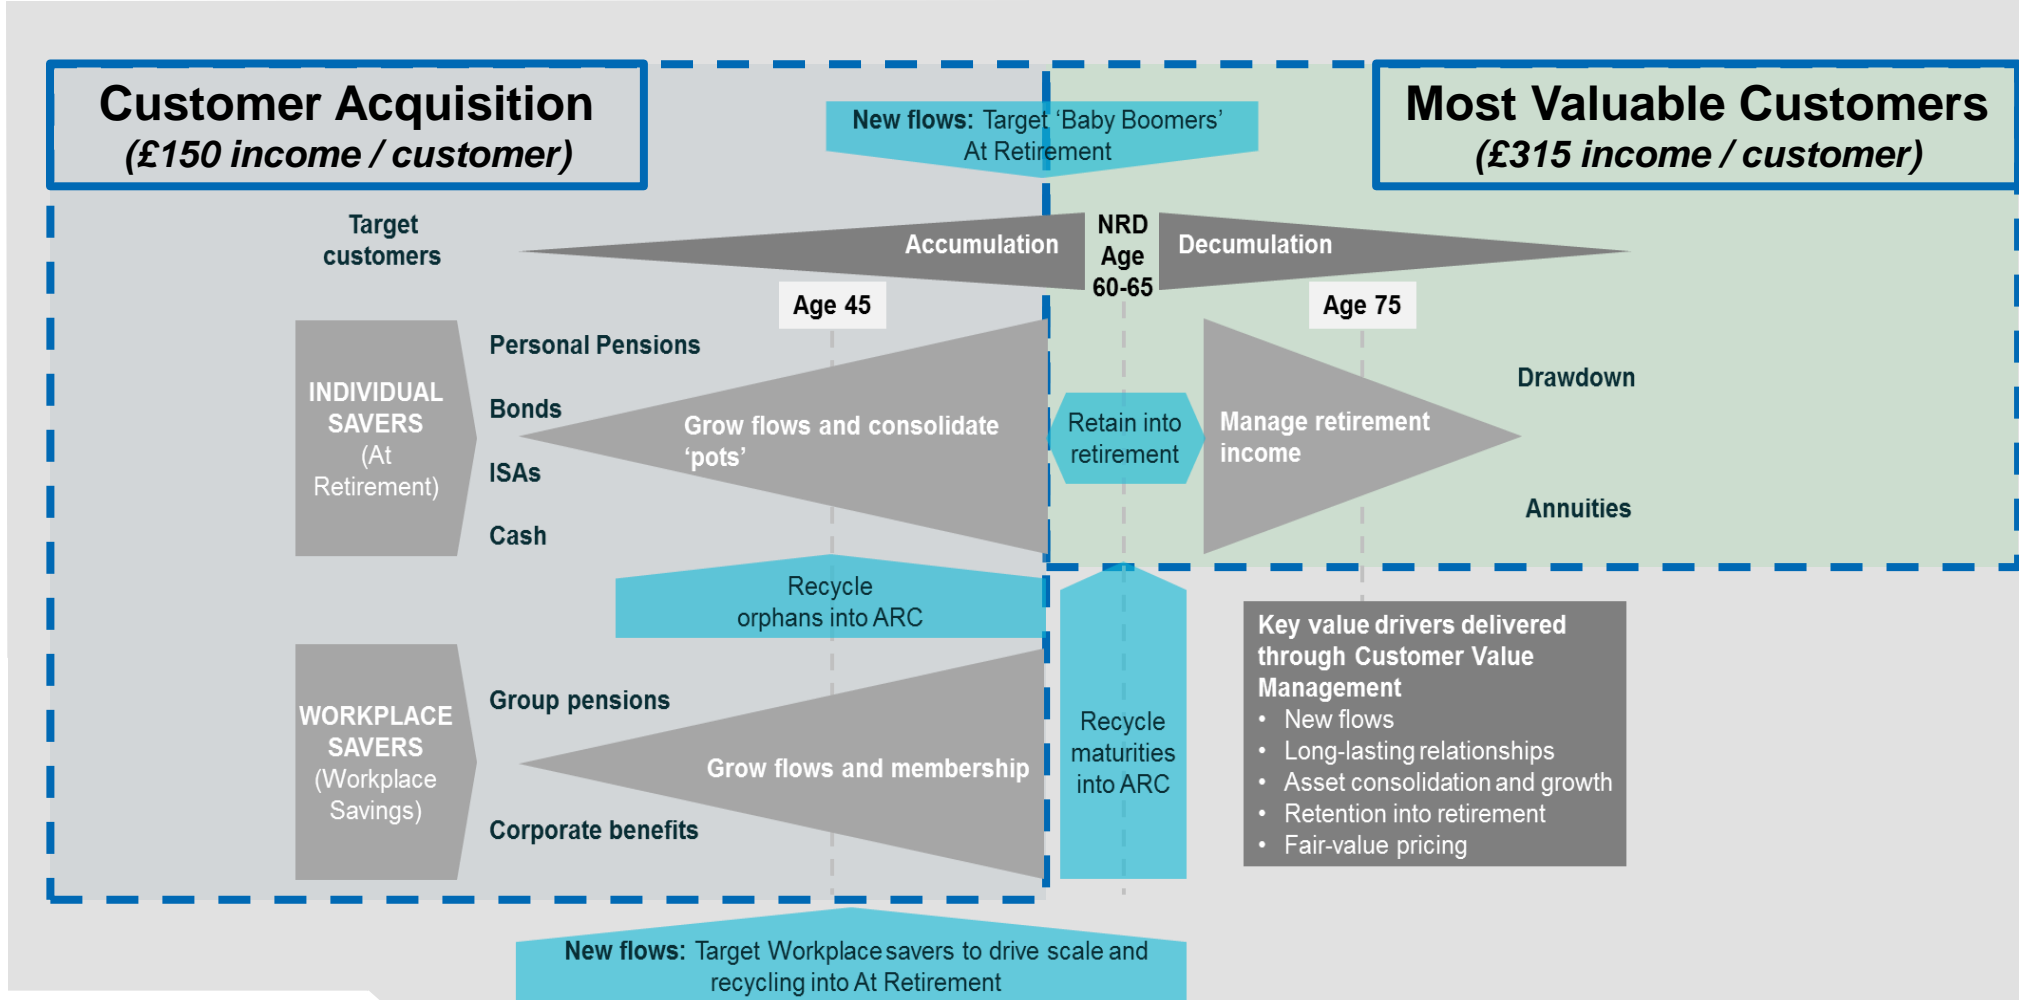 Customer Acquisition
(£150 income / customer)
New flows: Target ‘Baby Boomers’
At Retirement
Most Valuable Customers
(£315 income / customer)
Target
customers
Accumulation
NRD
Age
60-65
Decumulation
Age 45
Age 75
INDIVIDUAL
SAVERS
(At
Retirement)
Personal Pensions
Bonds
ISAs
Cash
Grow flows and consolidate
‘pots’
Retain into
retirement
Manage retirement
income
Drawdown
Annuities
Recycle
orphans into ARC
WORKPLACE
SAVERS
(Workplace
Savings)
Group pensions
Corporate benefits
Grow flows and membership
Recycle
maturities
into ARC
Key value drivers delivered
through Customer Value
Management
• New flows
• Long-lasting relationships
• Asset consolidation and growth
• Retention into retirement
• Fair-value pricing
New flows: Target Workplace savers to drive scale and
recycling into At Retirement